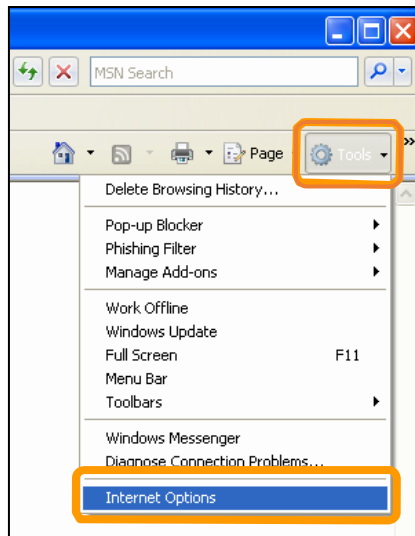 MSN Search
Page
Tools
Delete Browsing History...
Pop-up Blocker
Phishing Filter
Manage Add-ons
Work Offline
Windows Update
Full Screen F11
Menu Bar
Toolbars
Windows Messenger
Diagnose Connection Problems...
Internet Options